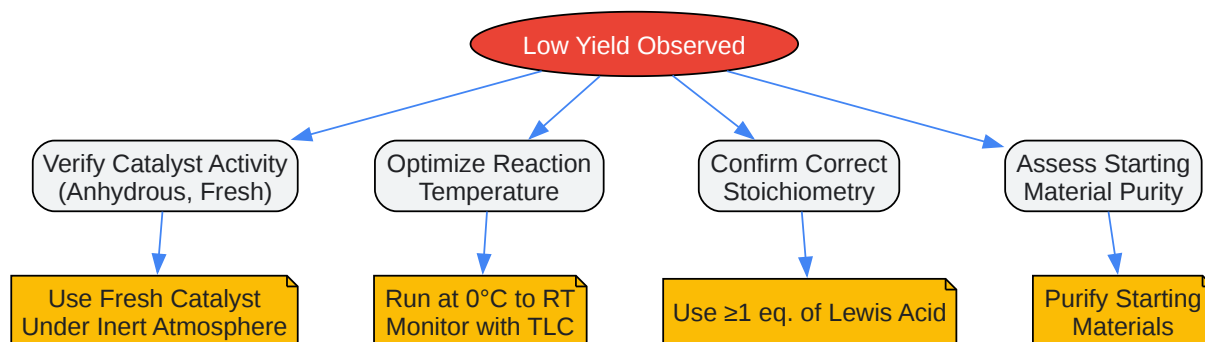 Low Yield Observed
Verify Catalyst Activity
(Anhydrous, Fresh)
Optimize Reaction
Temperature
Confirm Correct
Stoichiometry
Assess Starting
Material Purity
Use Fresh Catalyst
Under Inert Atmosphere
Run at 0°C to RT
Monitor with TLC
Use ≥1 eq. of Lewis Acid
Purify Starting
Materials